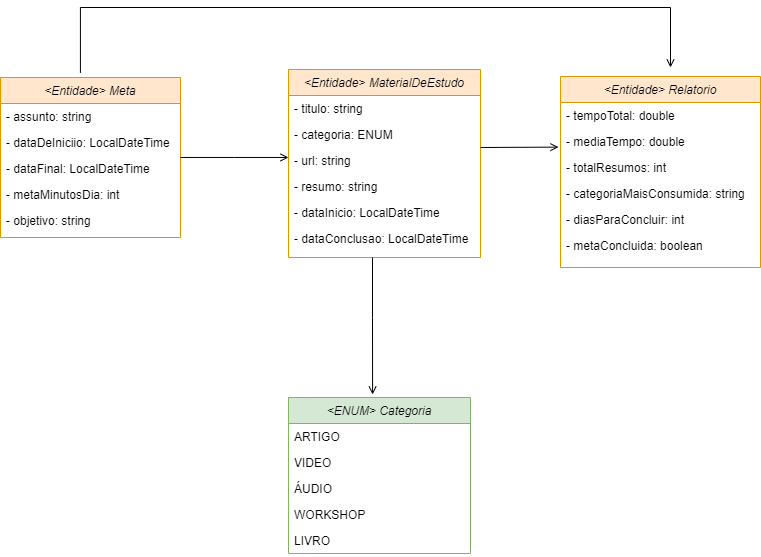 <Entidade> Meta
- assunto: string
- dataDeIniciio: LocalDateTime
- dataFinal: LocalDateTime
- metaMinutosDia: int
- objetivo: string
<Entidade> MaterialDeEstudo
- titulo: string
- categoria: ENUM
- url: string
- resumo: string
- dataInicio: LocalDateTime
- dataConclusao: LocalDateTime
<Entidade> Relatorio
- tempoTotal: double
- mediaTempo: double
- totalResumos: int
- categoriaMaisConsumida: string
- diasParaConcluir: int
- metaConcluida: boolean
<ENUM> Categoria
ARTIGO
VIDEO
ÁUDIO
WORKSHOP
LIVRO